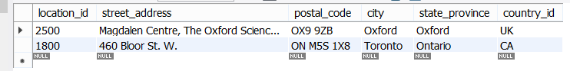 location_id street_address postal_code city state_province country_id
2500 Magdalen Centre, The Oxford Scienc... OX9 9ZB Oxford Oxford UK
1800 460 Bloor St. W. ON M5S 1X8 Toronto Ontario CA
NULL NULL NULL NULL NULL NULL